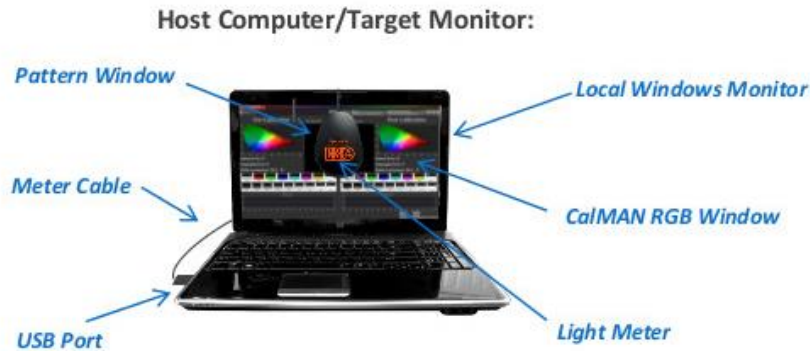 Host Computer/Target Monitor:
Pattern Window
Local Windows Monitor
Meter Cable
CalMAN RGB Window
USB Port
Light Meter